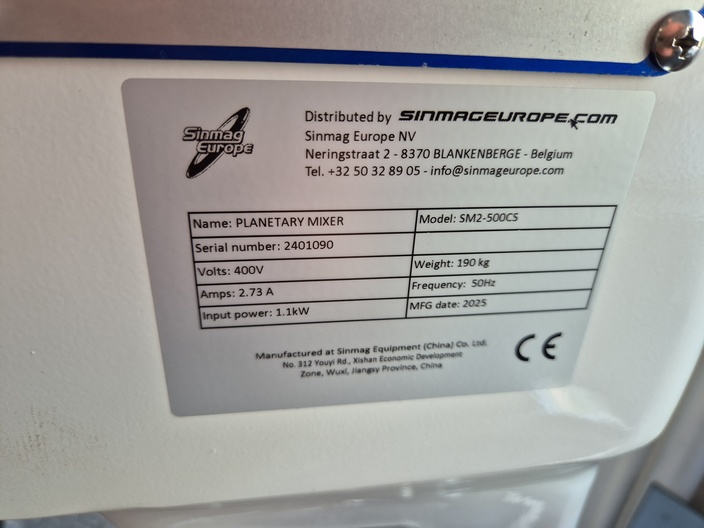 Sinmag
Europe
Distributed by SINMAGEUROPE.COM
Sinmag Europe NV
Neringstraat 2 - 8370 BLANKENBERGE - Belgium
Tel. +32 50 32 89 05 - info@sinmageurope.com
Name: PLANETARY MIXER Model: SM2-500CS
Serial number: 2401090
Volts: 400V Weight: 190 kg
Amps: 2.73 A Frequency: 50Hz
Input power: 1.1kW MFG date: 2025
Manufactured at Sinmag Equipment (China) Co. Ltd.
No. 312 Youyi Rd., Xishan Economic Development
Zone, Wuxi, Jiangsy Province, China
CE